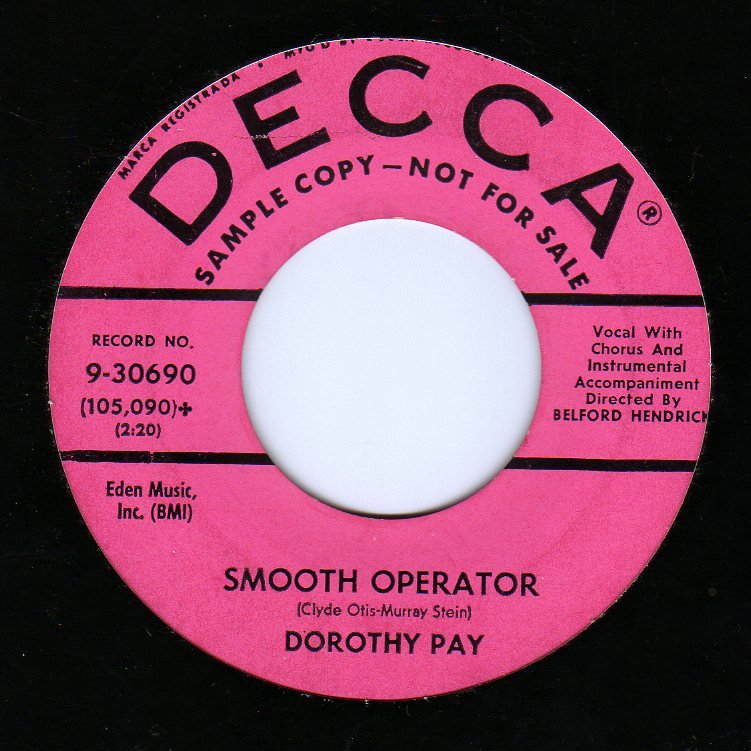 MARCA REGISTRADA • MFG'D BY
DECCA®
SAMPLE COPY—NOT FOR SALE
RECORD NO.
9-30690
(105,090)+
(2:20)
Vocal With
Chorus And
Instrumental
Accompaniment
Directed By
BELFORD HENDRICK
Eden Music,
Inc. (BMI)
SMOOTH OPERATOR
(Clyde Otis-Murray Stein)
DOROTHY PAY